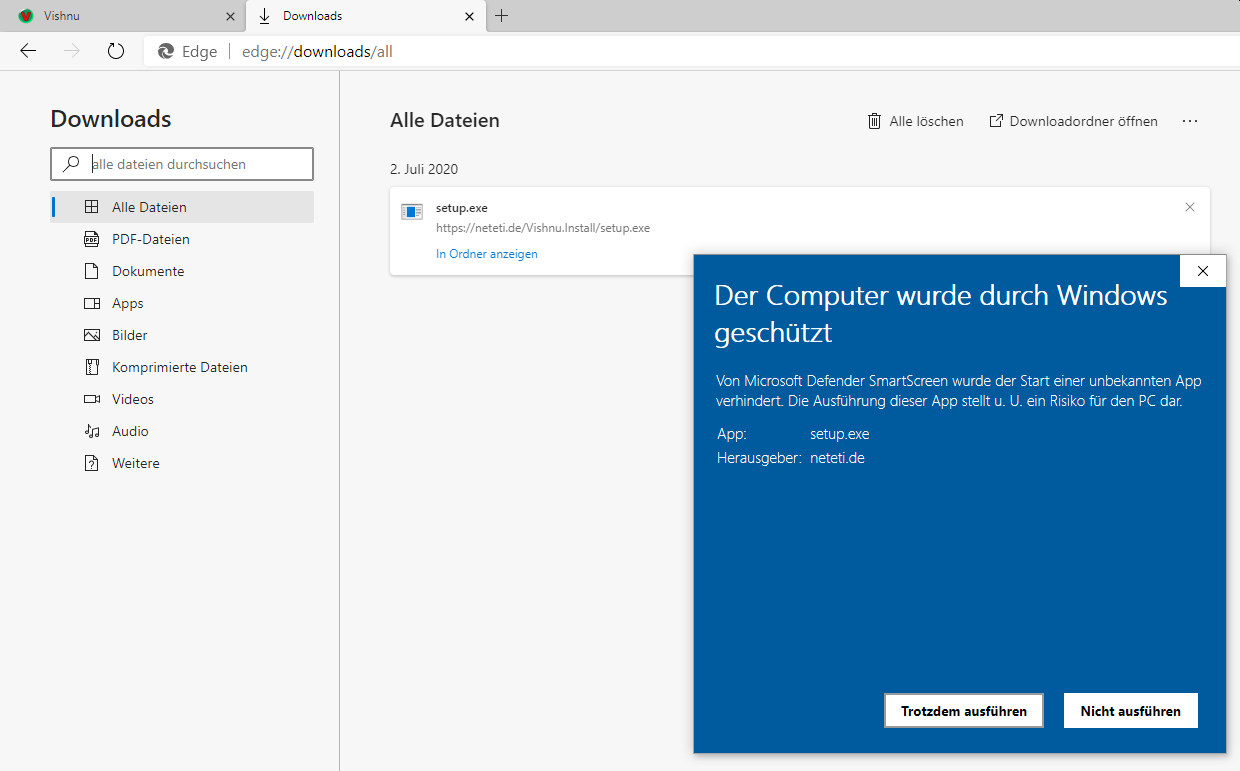 Vishnu
Downloads
Edge
edge://downloads/all
Downloads
alle dateien durchsuchen
Alle Dateien
PDF-Dateien
Dokumente
Apps
Bilder
Komprimierte Dateien
Videos
Audio
Weitere
Alle Dateien
Alle löschen
Downloadordner öffnen
2. Juli 2020
setup.exe
https://neteti.de/Vishnu.Install/setup.exe
In Ordner anzeigen
Der Computer wurde durch Windows
geschützt
Von Microsoft Defender SmartScreen wurde der Start einer unbekannten App
verhindert. Die Ausführung dieser App stellt u. U. ein Risiko für den PC dar.
App: setup.exe
Herausgeber: neteti.de
Trotzdem ausführen
Nicht ausführen